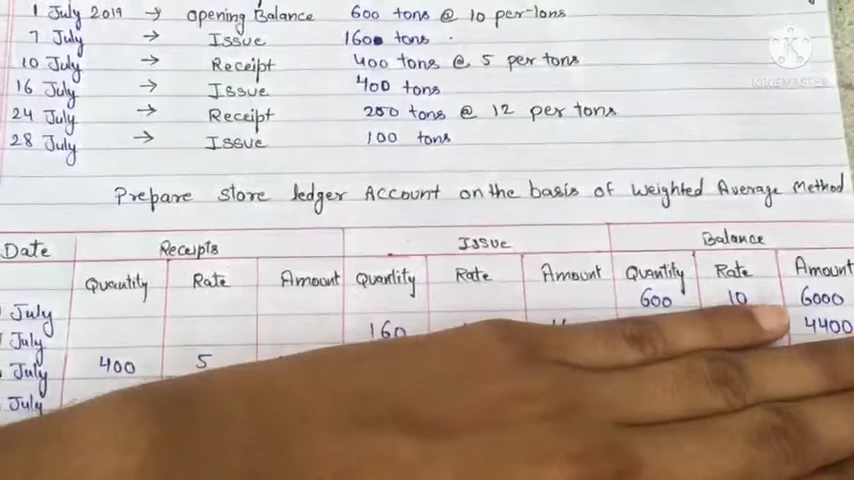 1 July 2019 → opening Balance 600 tons @ 10 per-tons
7 July → Issue 160 tons.
10 July → Receipt 400 tons @ 5 per tons
16 July → Issue 400 tons
24 July → Receipt 200 tons @ 12 per tons
28 July → Issue 100 tons
KINEMASTER
Prepare store ledger Account on the basis of Weighted Average Method
Date Receipts Issue Balance
Quantity Rate Amount Quantity Rate Amount Quantity Rate Amount
July 600 10 6000
July 160 4400
July 400 5
July